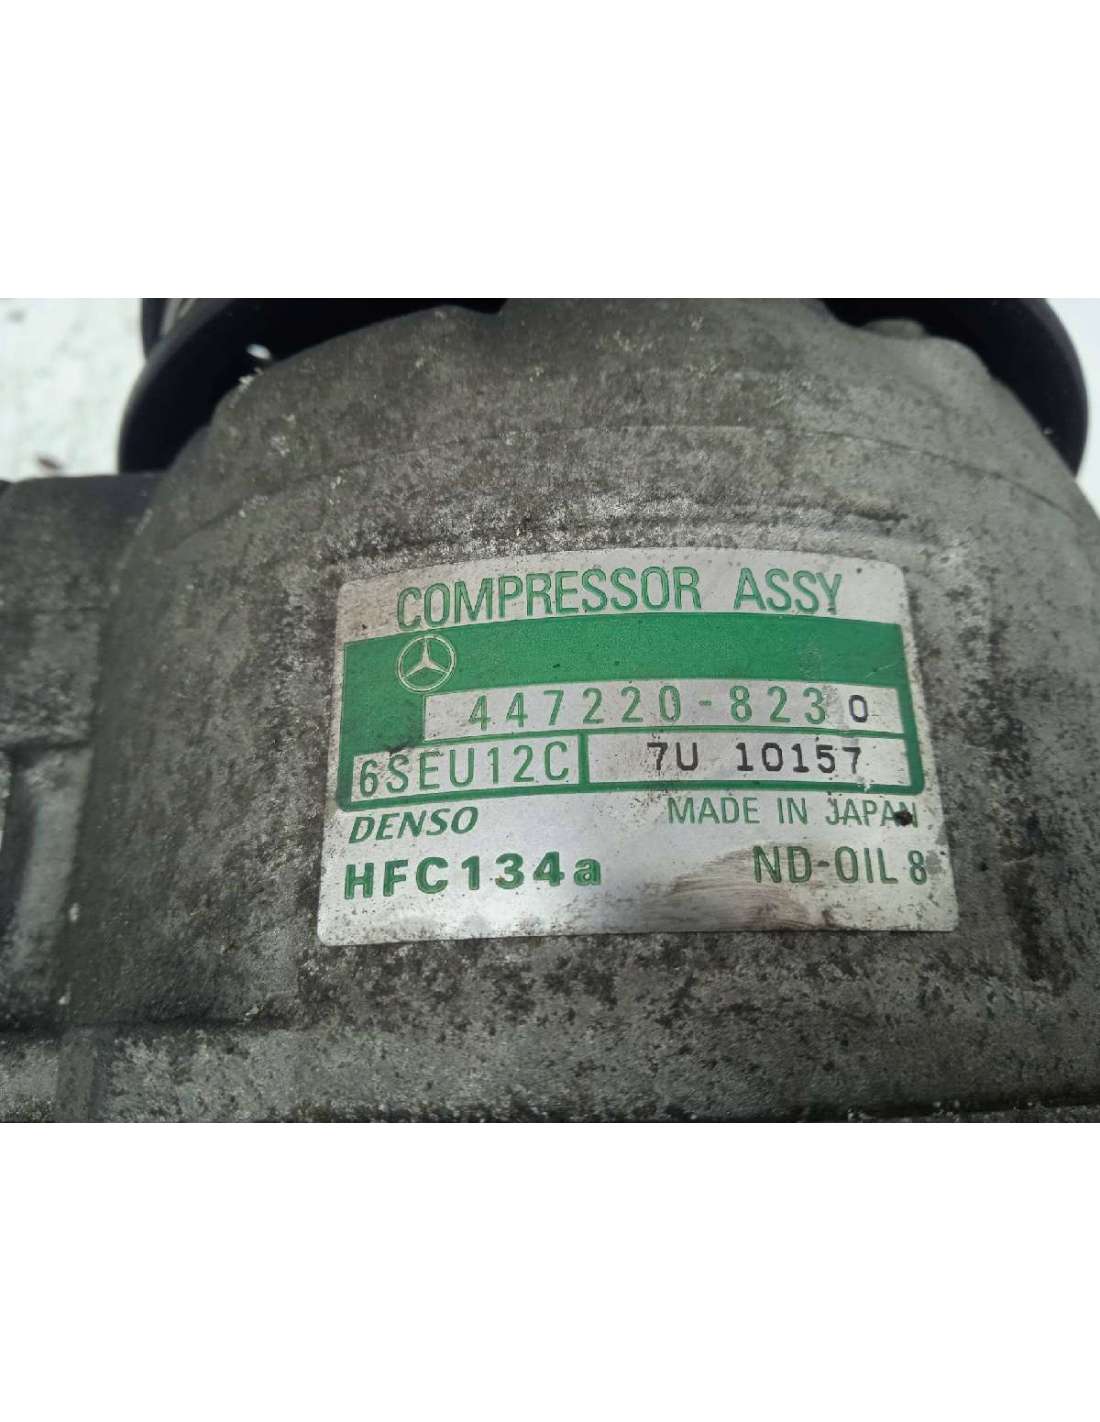 COMPRESSOR ASSY
447220-8230
6SEU12C 7U 10157
DENSO MADE IN JAPAN
HFC134a ND-OIL 8